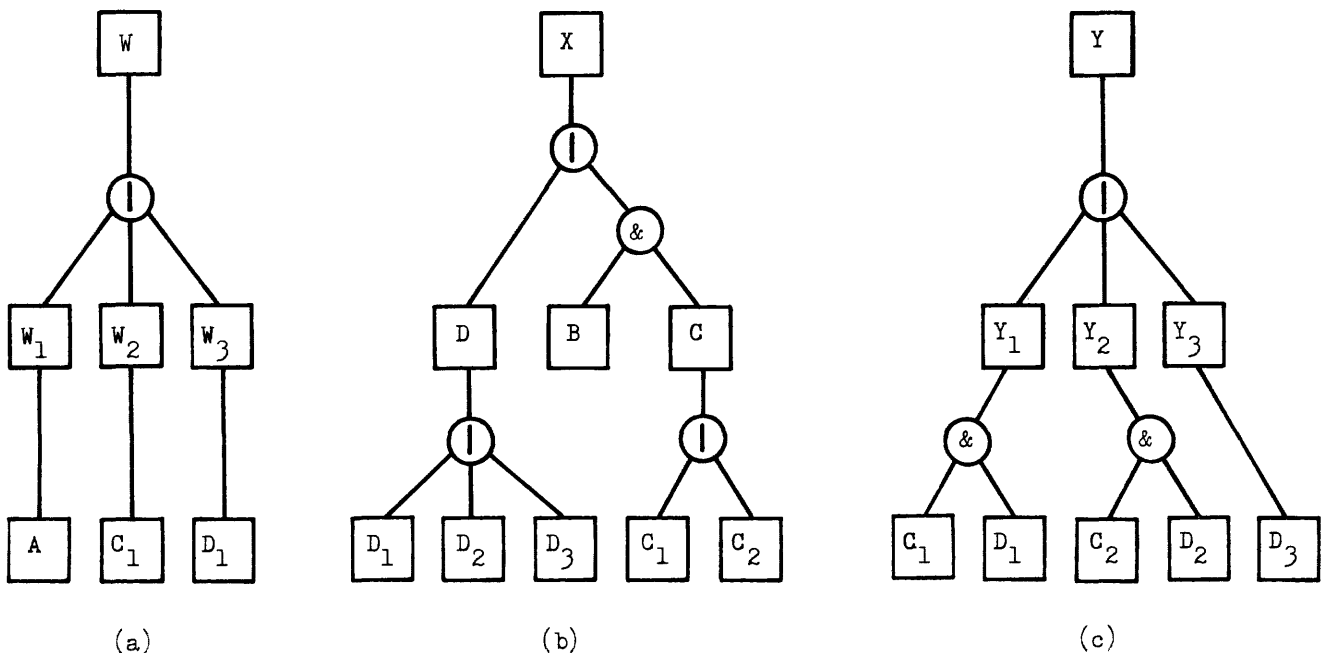 W X Y
| | |
&
W₁ W₂ W₃ D B C Y₁ Y₂ Y₃
| | & &
A C₁ D₁ D₁ D₂ D₃ C₁ C₂ C₁ D₁ C₂ D₂ D₃
(a) (b) (c)